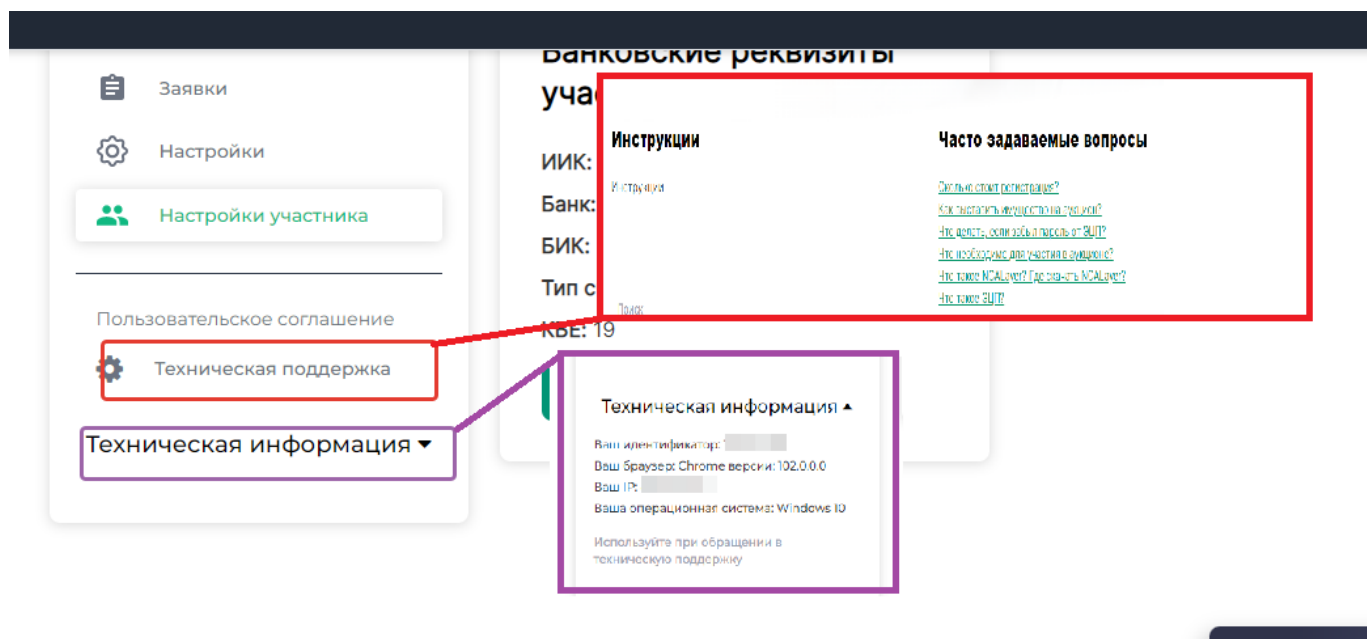 Банковские реквизиты
Заявки
уча
Настройки
ИИК:
Настройки участника
Банк:
БИК:
Тип с
КБЕ: 19
Пользовательское соглашение
Техническая поддержка
Техническая информация
Инструкции
Инструкции
Поиск
Часто задаваемые вопросы
Сколько стоит регистрация?
Как выставить имущество на аукцион?
Что делать, если забыл пароль от ЭЦП?
Что необходимо для участия в аукционе?
Что такое NCALayer? Где скачать NCALayer?
Что такое ЭЦП?
Техническая информация
Ваш идентификатор:
Ваш браузер: Chrome версии: 102.0.0.0
Ваш IP:
Ваша операционная система: Windows 10
Используйте при обращении в
техническую поддержку